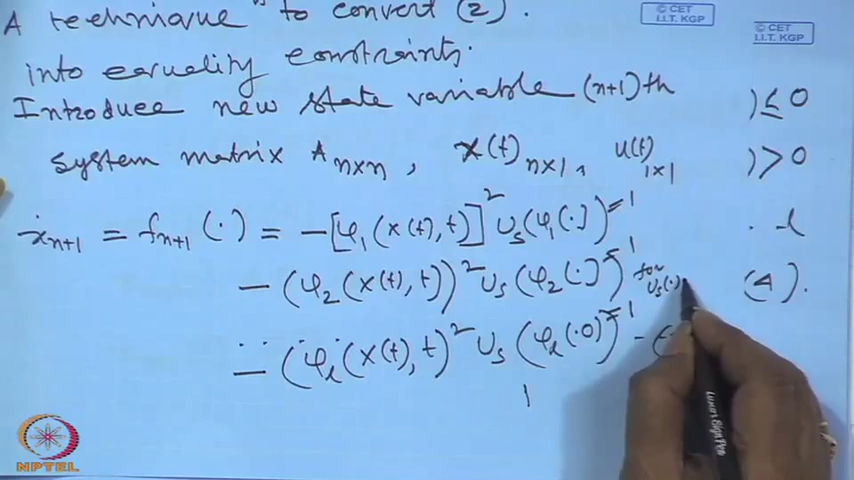 A technique is to convert (2).
into equality constraints.
Introduce new state variable (n+1)th
)≤0
System matrix A n×n, x(t) n×1, u(t) 1×1
)>0
ẋn+1 = fn+1(·) = −[φ1(x(t),t)]² Us(φ1(·)) =1
· l
−(φ2(x(t),t))² Us(φ2(·)) =1 for Us(·)
(4).
·· −(φl(x(t),t)² Us(φl(·0)) =1 −(
© CET
I.I.T. KGP
© CET
I.I.T. KGP
NPTEL